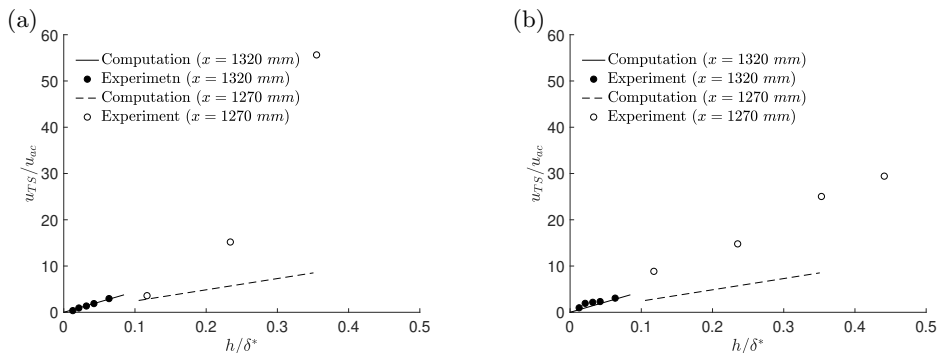 (a)
60
50
40
30
20
10
0
u_TS/u_ac
Computation (x = 1320 mm)
Experimetn (x = 1320 mm)
Computation (x = 1270 mm)
Experiment (x = 1270 mm)
0 0.1 0.2 0.3 0.4 0.5
h/δ*
(b)
60
50
40
30
20
10
0
u_TS/u_ac
Computation (x = 1320 mm)
Experiment (x = 1320 mm)
Computation (x = 1270 mm)
Experiment (x = 1270 mm)
0 0.1 0.2 0.3 0.4 0.5
h/δ*